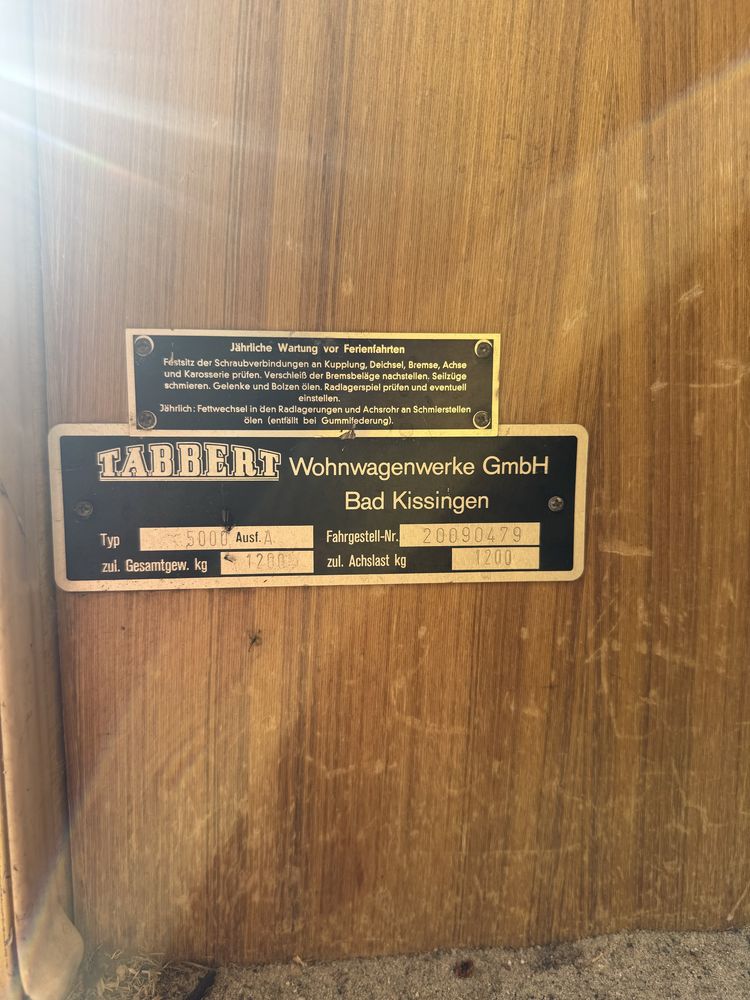 Jährliche Wartung vor Ferienfahrten
Festsitz der Schraubverbindungen an Kupplung, Deichsel, Bremse, Achse
und Karosserie prüfen. Verschleiß der Bremsbeläge nachstellen. Seilzüge
schmieren. Gelenke und Bolzen ölen. Radlagerspiel prüfen und eventuell
einstellen.
Jährlich: Fettwechsel in den Radlagerungen und Achsrohr an Schmierstellen
ölen (entfällt bei Gummifederung).
TABBERT Wohnwagenwerke GmbH
Bad Kissingen
Typ 5000 Ausf. A Fahrgestell-Nr. 20090479
zul. Gesamtgew. kg 1200 zul. Achslast kg 1200